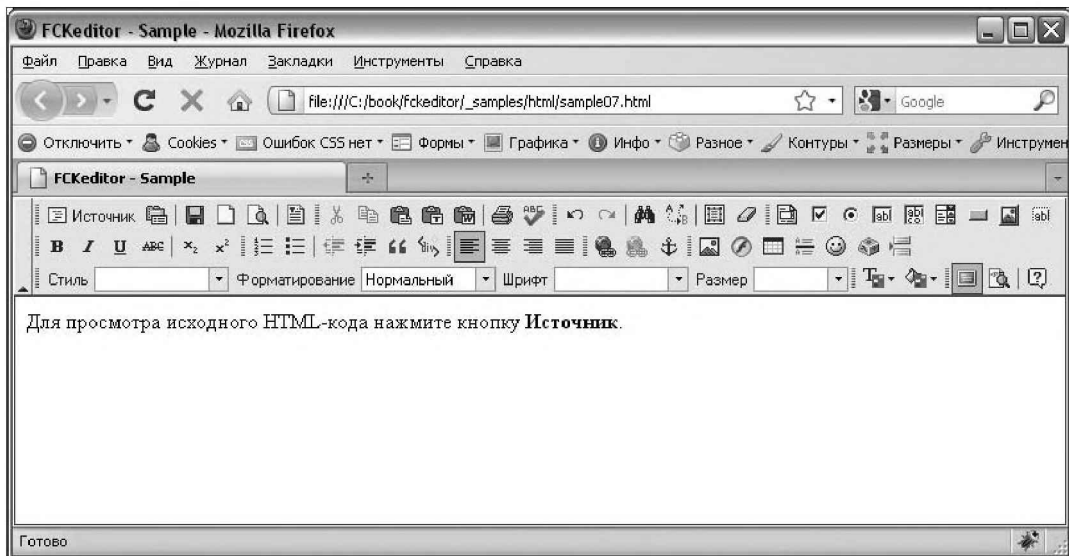 FCKeditor - Sample - Mozilla Firefox
Файл Правка Вид Журнал Закладки Инструменты Справка
file:///C:/book/fckeditor/_samples/html/sample07.html Google
Отключить Cookies Ошибок CSS нет Формы Графика Инфо Разное Контуры Размеры Инструмен
FCKeditor - Sample
Источник
Стиль Форматирование Нормальный Шрифт Размер
Для просмотра исходного HTML-кода нажмите кнопку Источник.
Готово